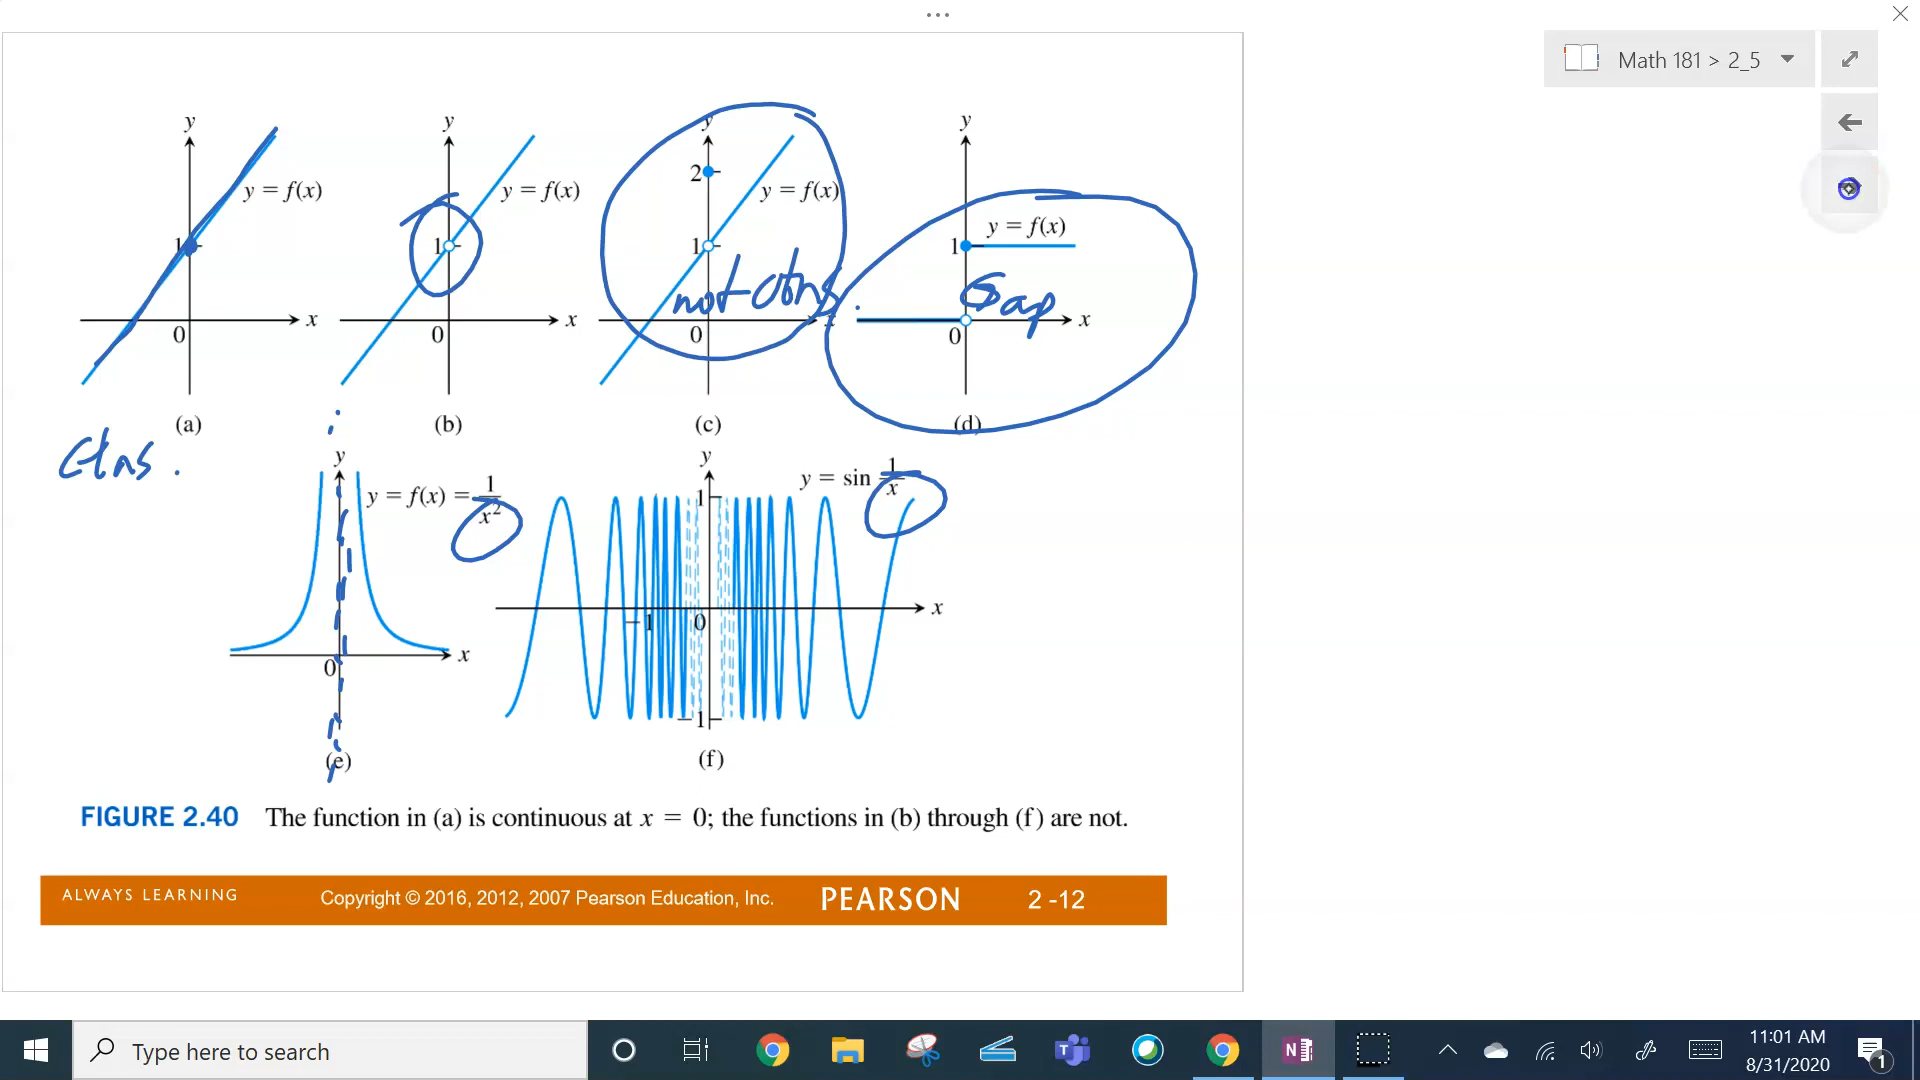 Math 181 > 2_5
y
y = f(x)
1
0
x
(a)
y
y = f(x)
1
0
x
(b)
y
2
y = f(x)
1
0
x
(c)
not ctns.
y
y = f(x)
1
0
x
(d)
Gap
Ctns.
y
y = f(x) = 1/x²
0
x
(e)
y
y = sin 1/x
1
-1
0
-1
x
(f)
FIGURE 2.40 The function in (a) is continuous at x = 0; the functions in (b) through (f) are not.
ALWAYS LEARNING Copyright © 2016, 2012, 2007 Pearson Education, Inc. PEARSON 2 -12
Type here to search
11:01 AM
8/31/2020
1